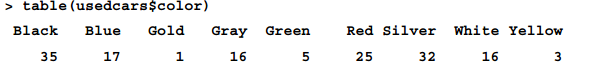 > table(usedcars$color)
Black Blue Gold Gray Green Red Silver White Yellow
35 17 1 16 5 25 32 16 3